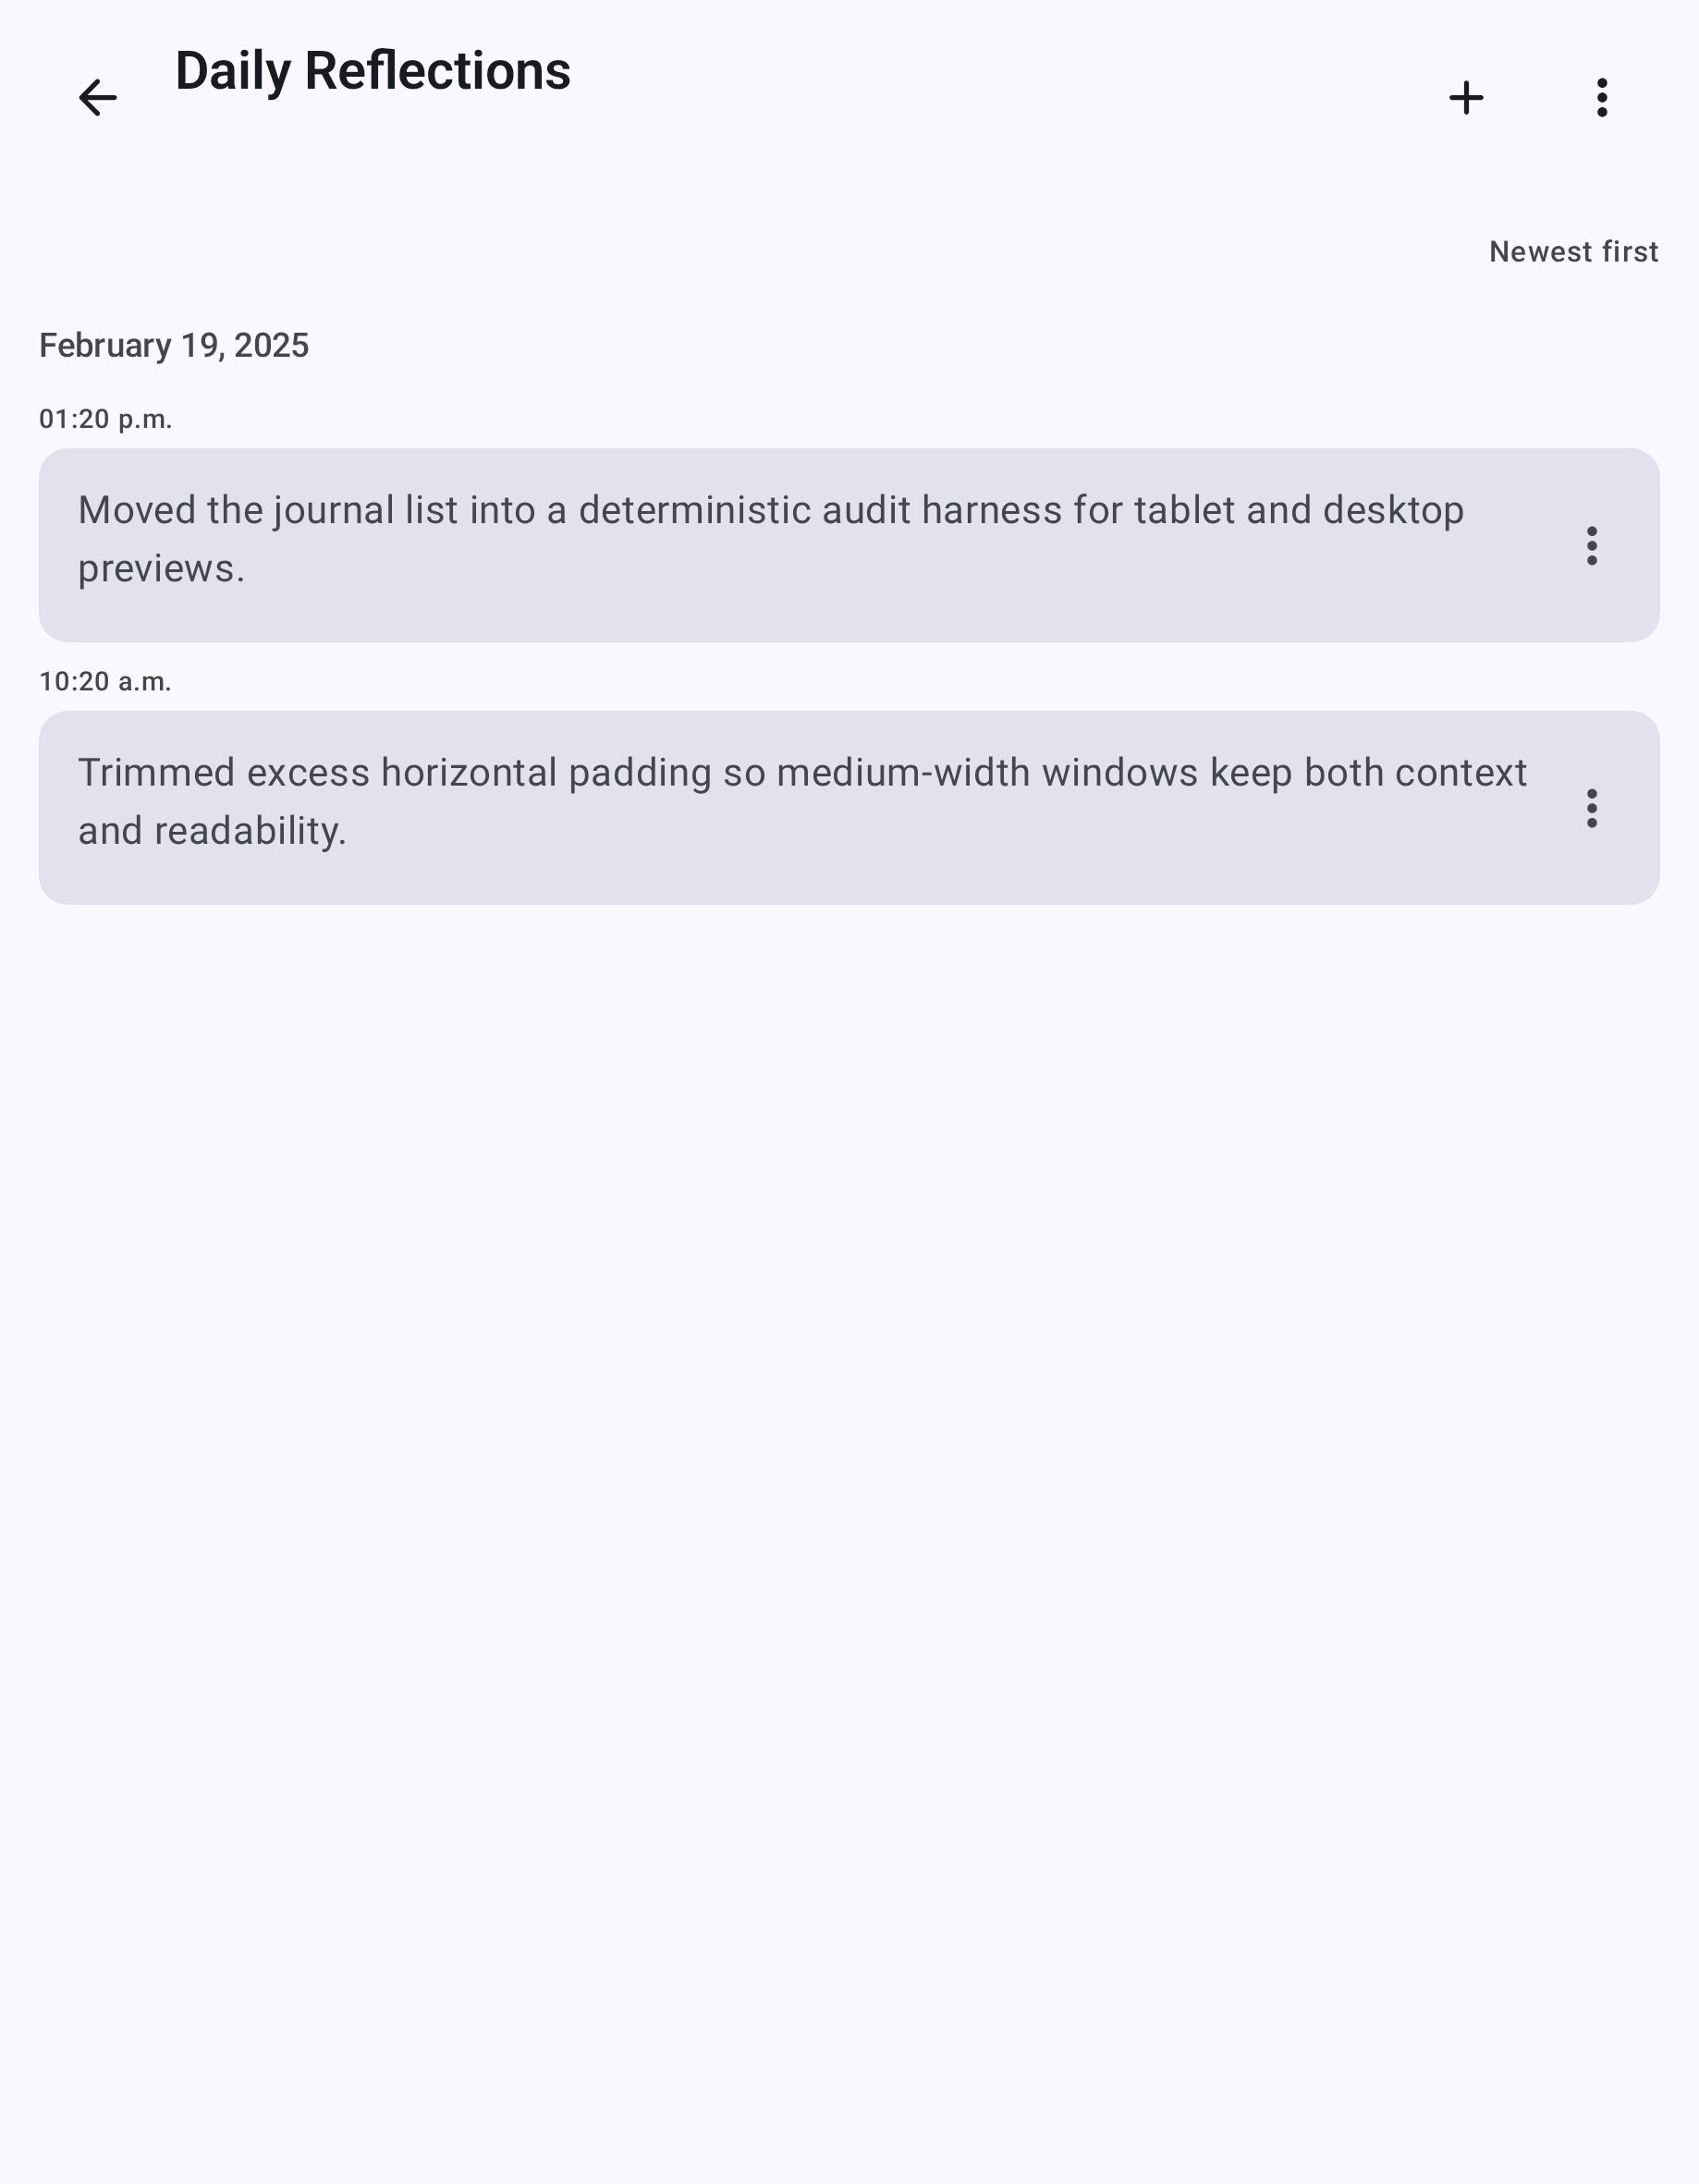 Daily Reflections
Newest first
February 19, 2025
01:20 p.m.
Moved the journal list into a deterministic audit harness for tablet and desktop
previews.
10:20 a.m.
Trimmed excess horizontal padding so medium-width windows keep both context
and readability.